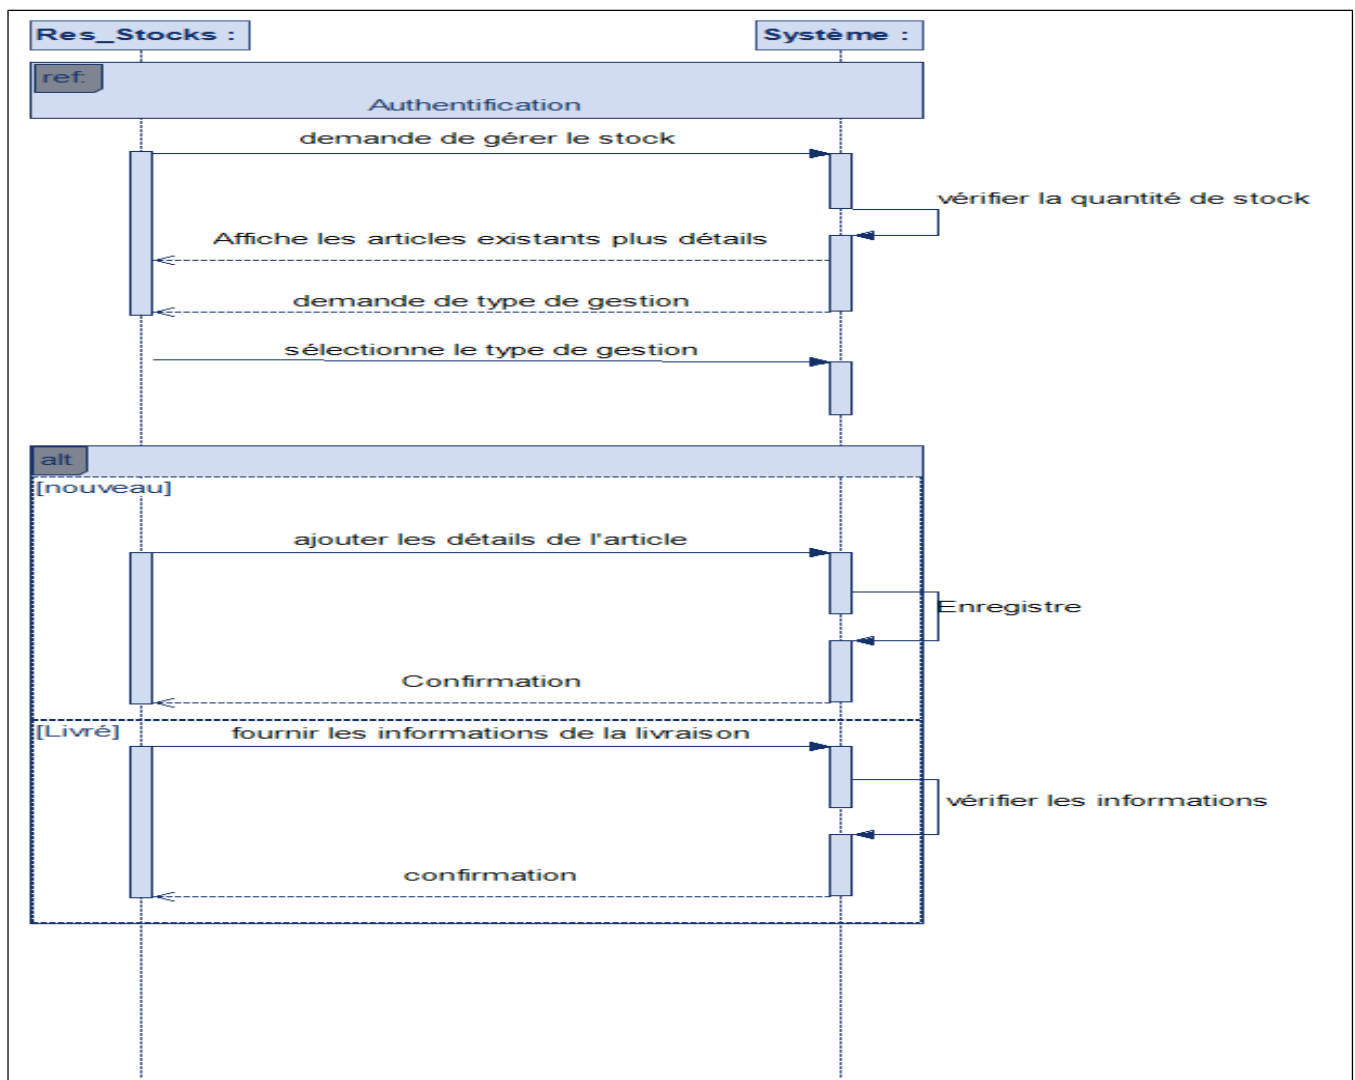 Res_Stocks :
Système :
ref:
Authentification
demande de gérer le stock
vérifier la quantité de stock
Affiche les articles existants plus détails
demande de type de gestion
sélectionne le type de gestion
alt
[nouveau]
ajouter les détails de l'article
Enregistre
Confirmation
[Livré]
fournir les informations de la livraison
vérifier les informations
confirmation